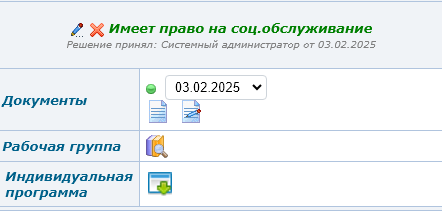 Имеет право на соц.обслуживание
Решение принял: Системный администратор от 03.02.2025
Документы
03.02.2025
Рабочая группа
Индивидуальная
программа